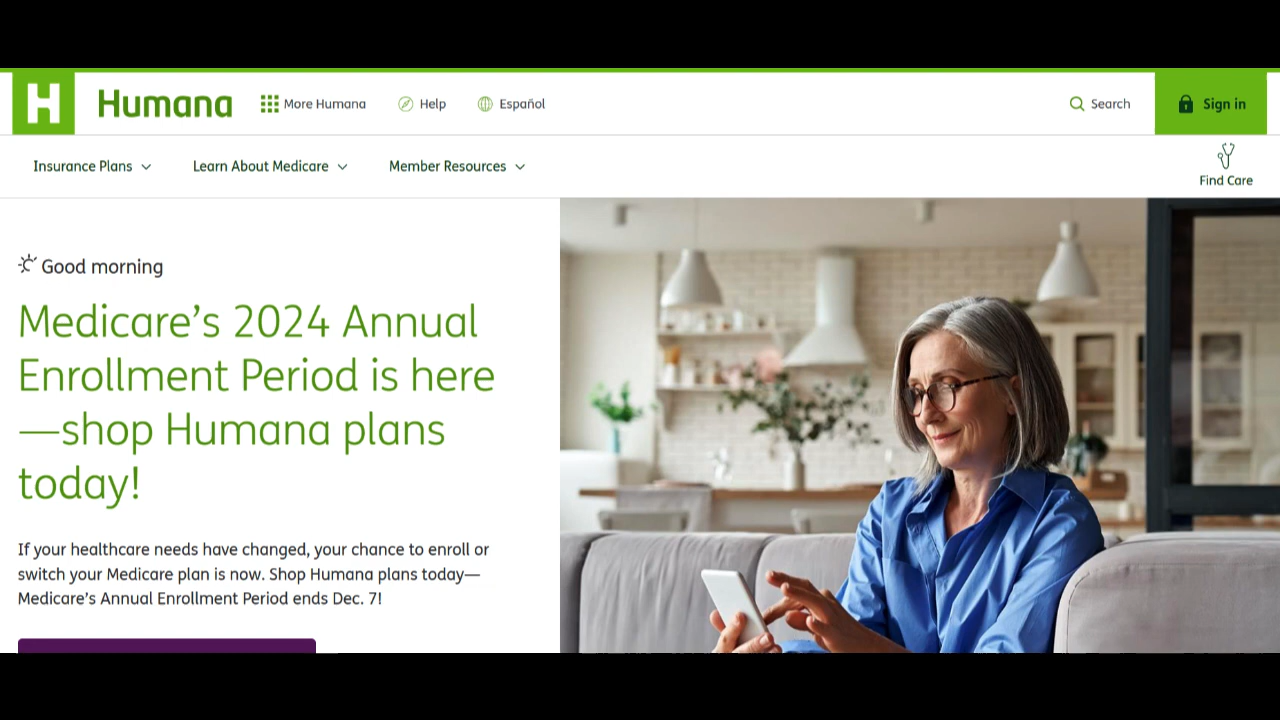 H Humana More Humana Help Español Search Sign in
Insurance Plans Learn About Medicare Member Resources Find Care
Good morning
Medicare’s 2024 Annual
Enrollment Period is here
—shop Humana plans
today!
If your healthcare needs have changed, your chance to enroll or
switch your Medicare plan is now. Shop Humana plans today—
Medicare’s Annual Enrollment Period ends Dec. 7!